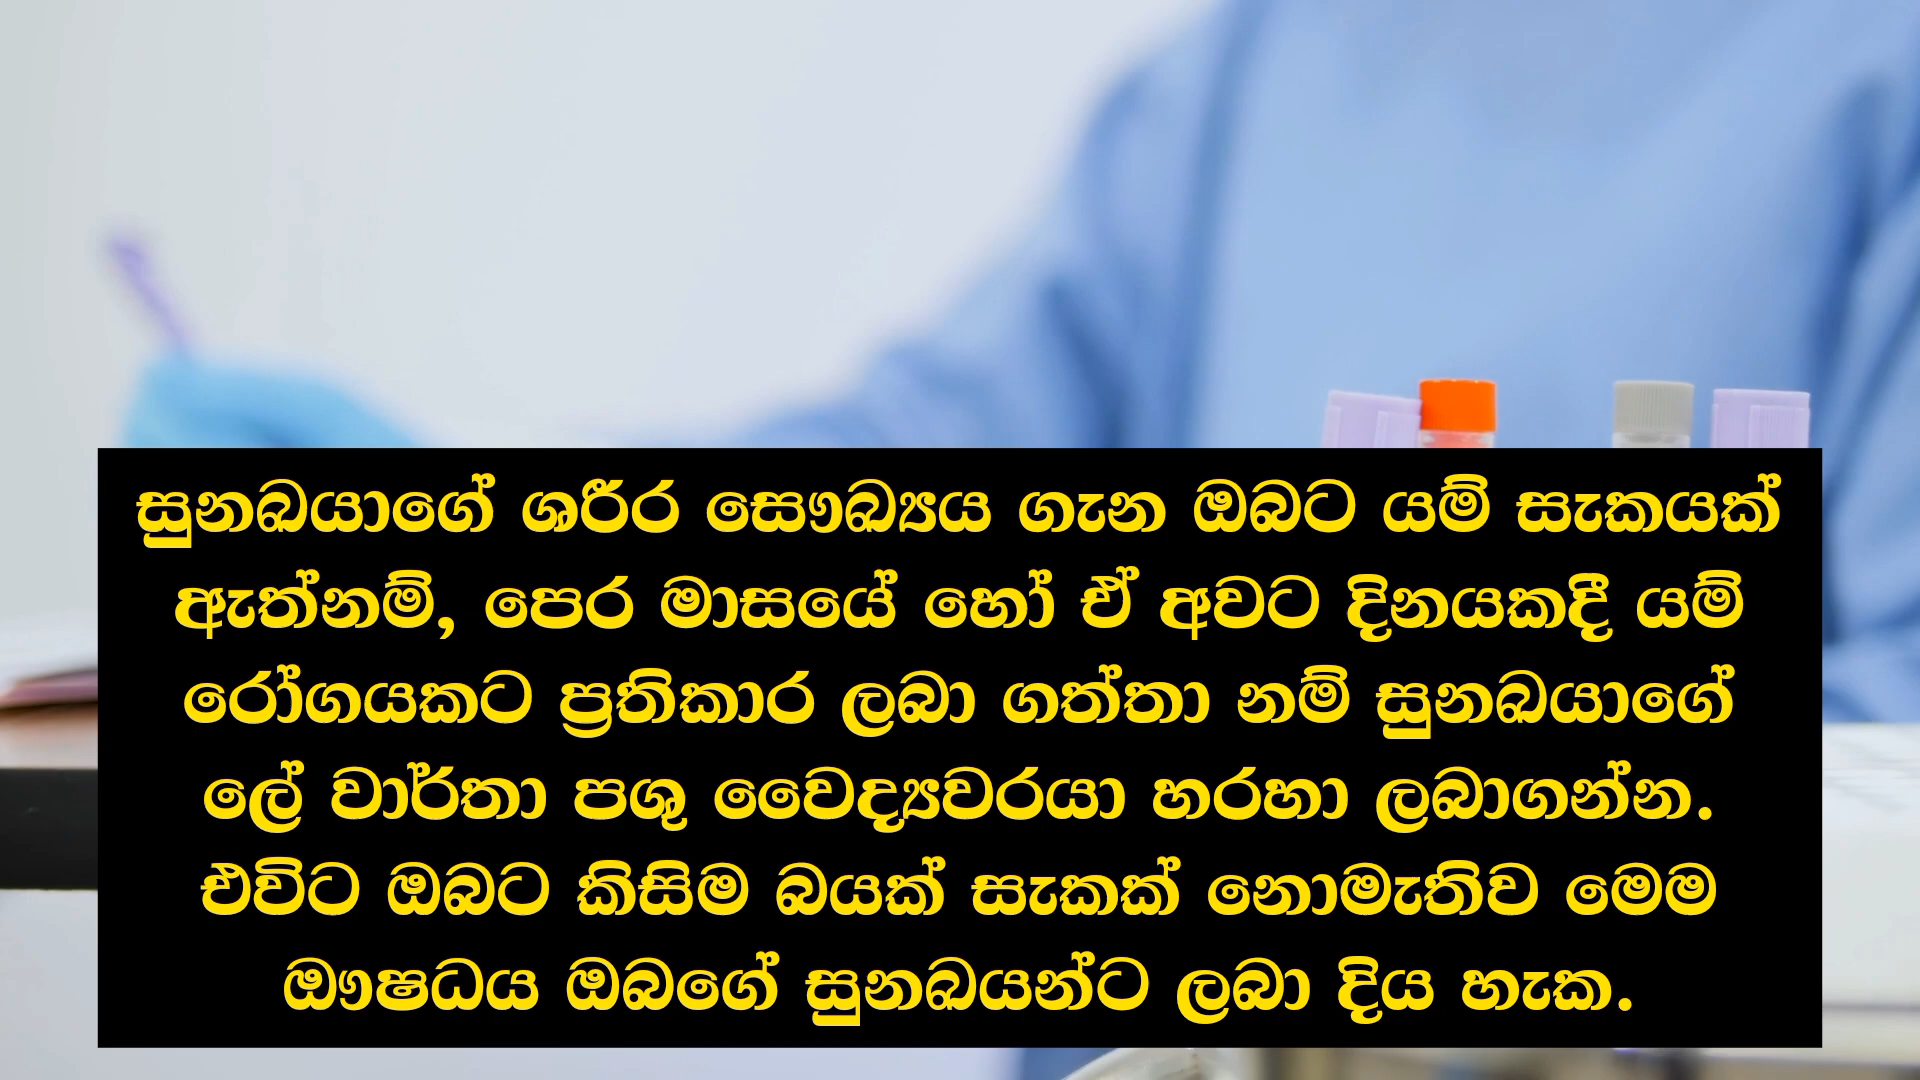 සුනඛයාගේ ශරීර සෞඛ්‍යය ගැන ඔබට යම් සැකයක්
ඇත්නම්, පෙර මාසයේ හෝ ඒ අවට දිනයකදී යම්
රෝගයකට ප්‍රතිකාර ලබා ගත්තා නම් සුනඛයාගේ
ලේ වාර්තා පශු වෛද්‍යවරයා හරහා ලබාගන්න.
එවිට ඔබට කිසිම බයක් සැකක් නොමැතිව මෙම
ඖෂධය ඔබගේ සුනඛයන්ට ලබා දිය හැක.